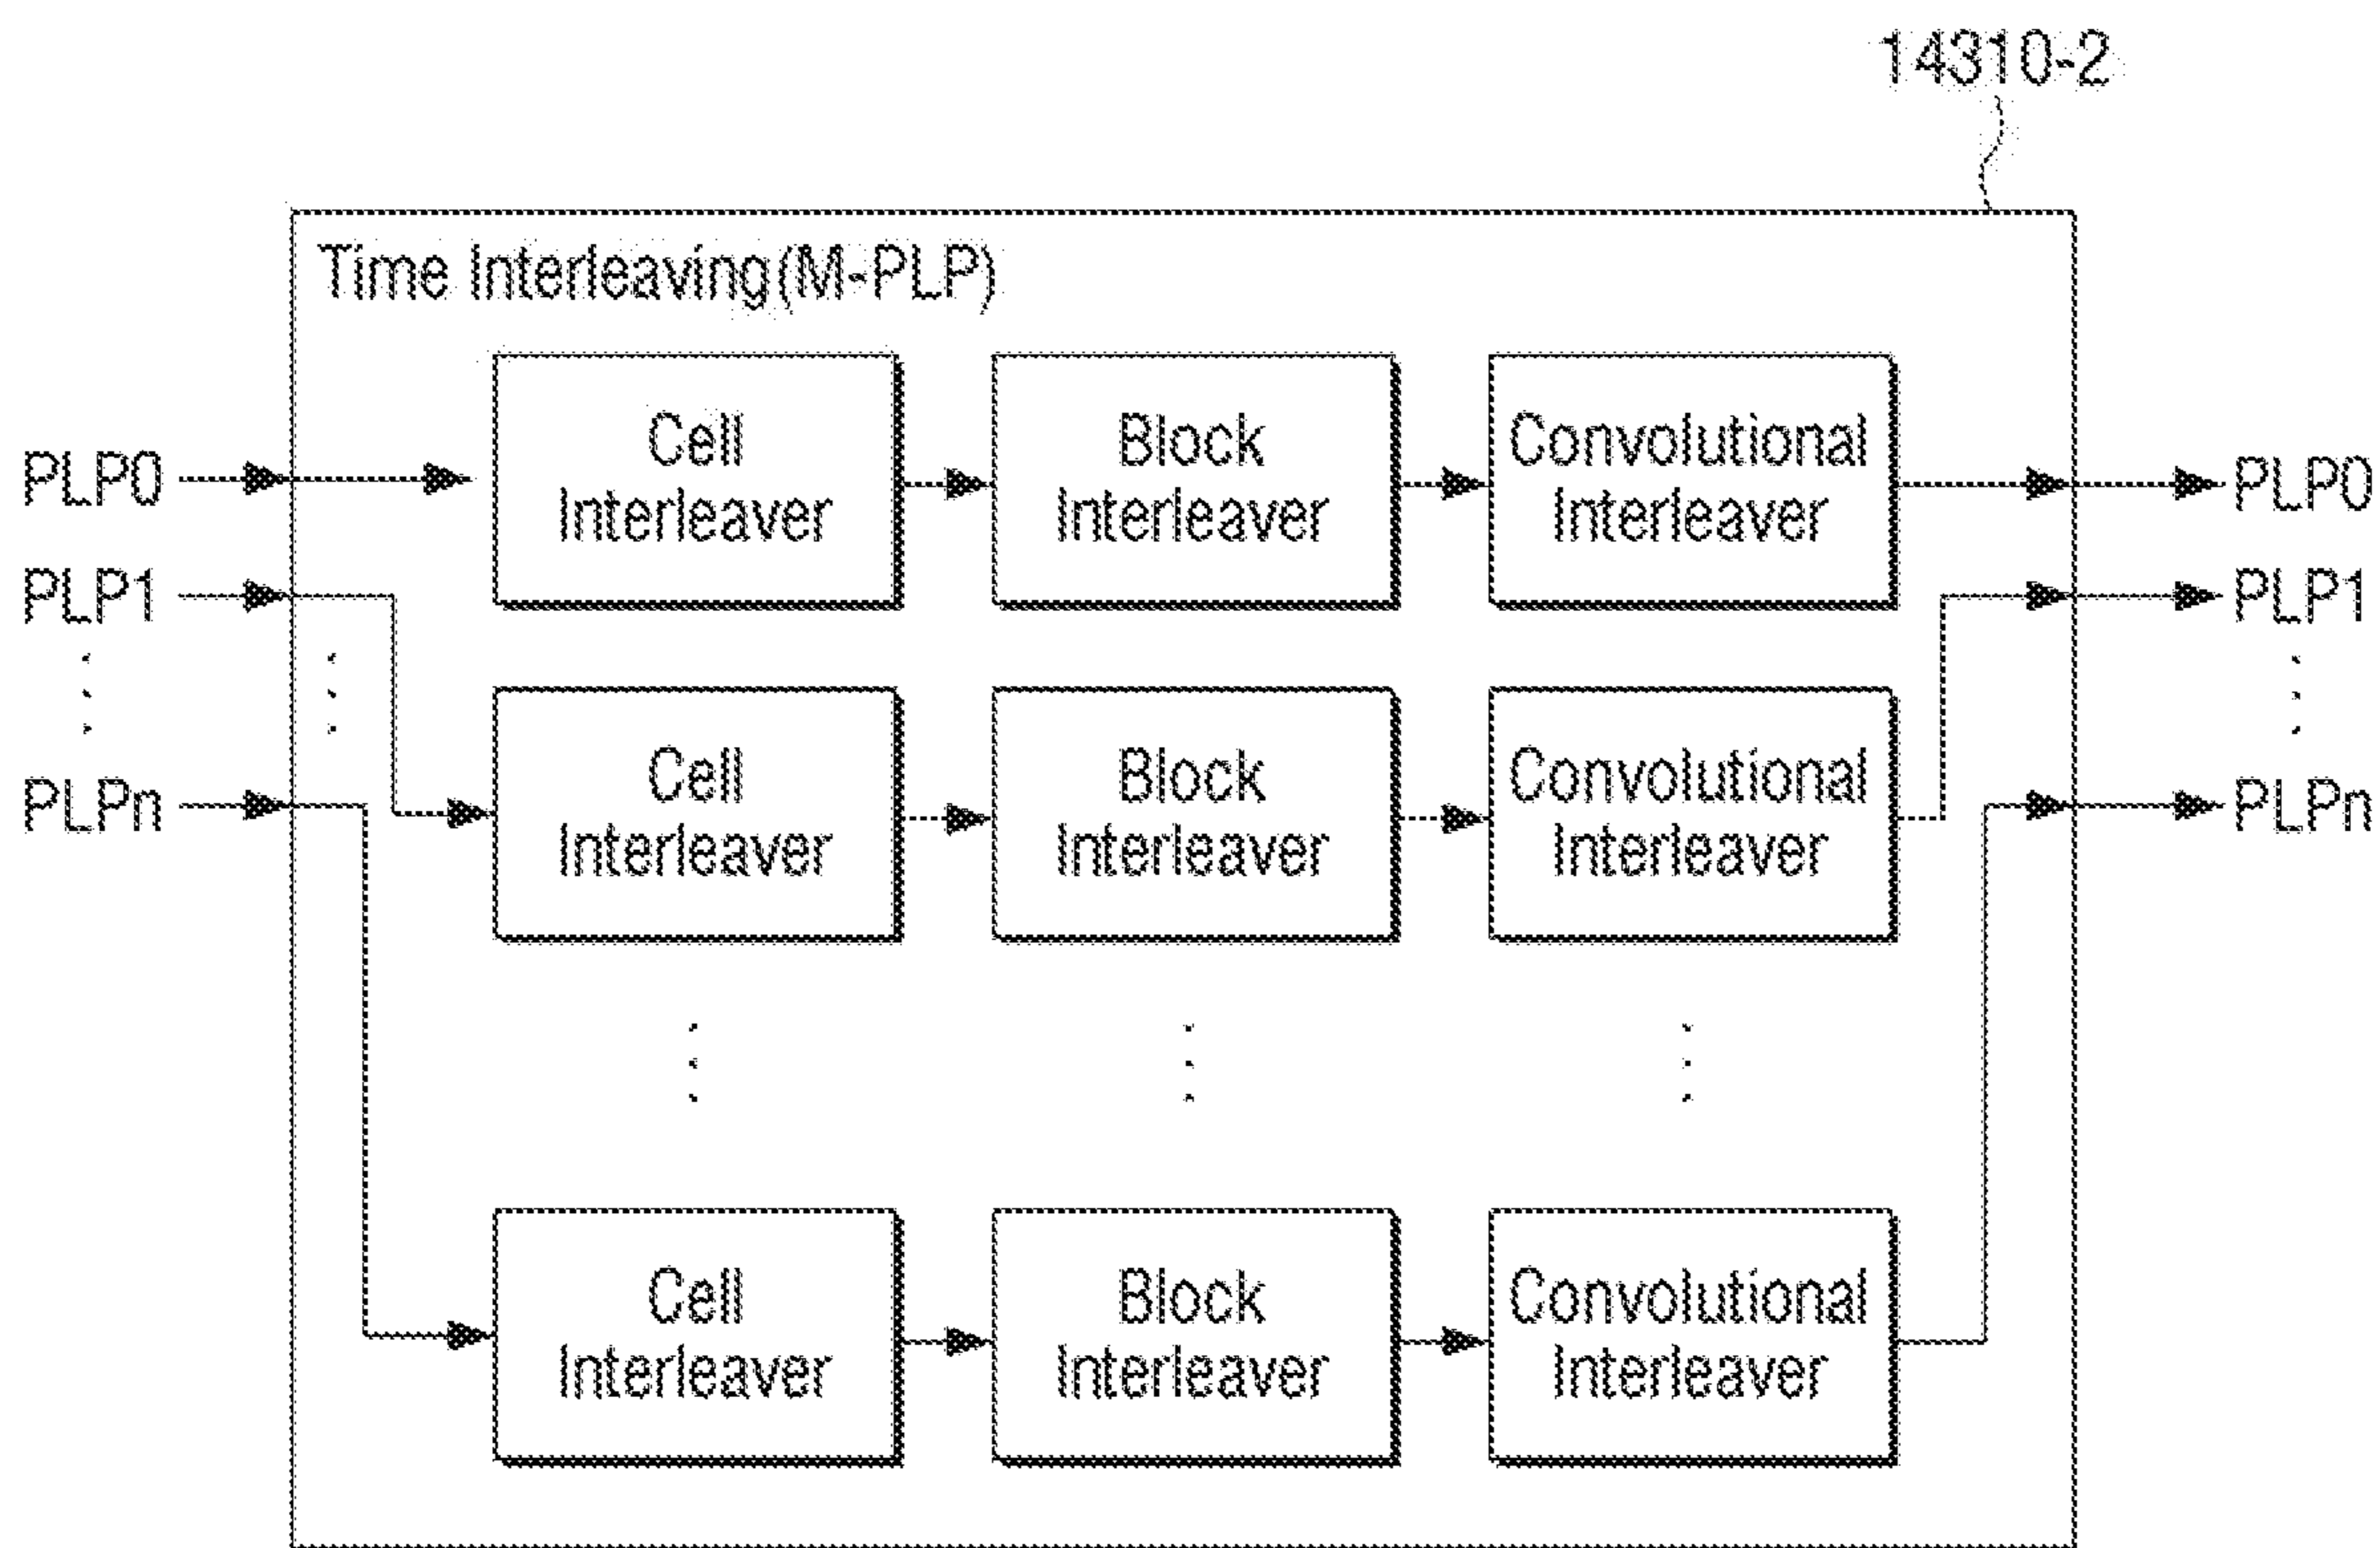 14310-2
Time Interleaving(M-PLP)
PLP0
Cell
Interleaver
Block
Interleaver
Convolutional
Interleaver
PLP0
PLP1
PLP1
Cell
Interleaver
Block
Interleaver
Convolutional
Interleaver
PLPn
PLPn
Cell
Interleaver
Block
Interleaver
Convolutional
Interleaver